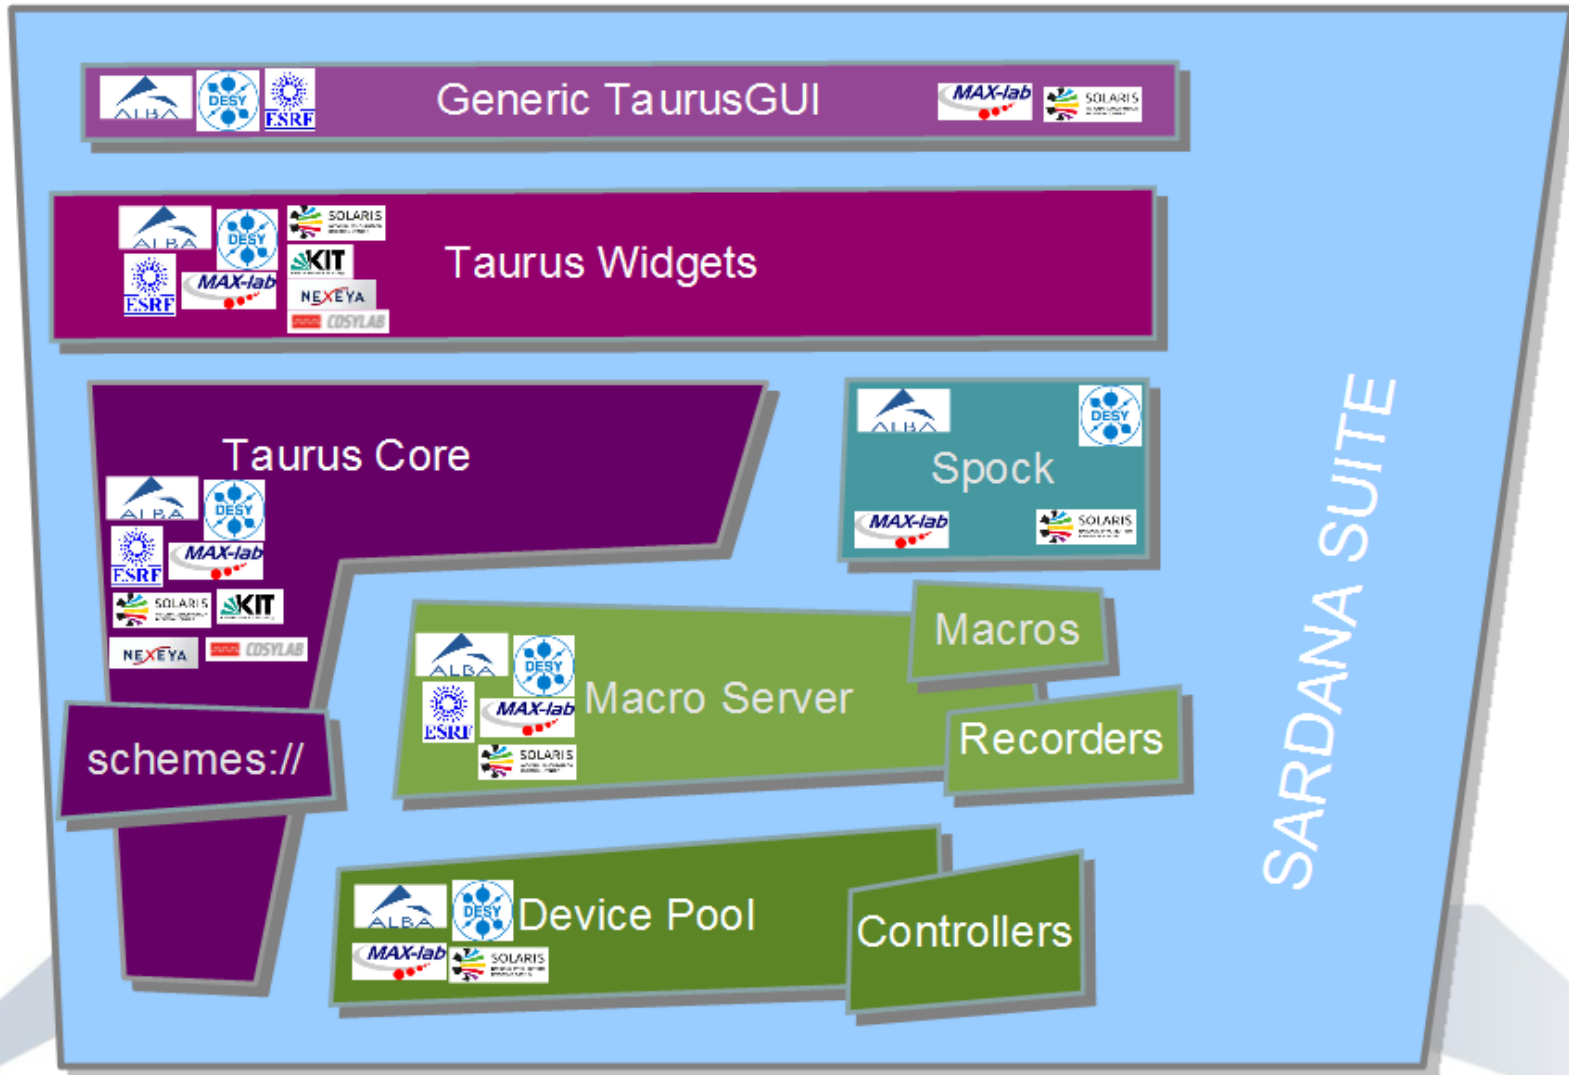 Generic TaurusGUI
ALBA
DESY
ESRF
MAX-lab
SOLARIS
Taurus Widgets
ALBA
DESY
SOLARIS
KIT
ESRF
MAX-lab
NEXEYA
COSYLAB
Taurus Core
ALBA
DESY
ESRF
MAX-lab
SOLARIS
KIT
NEXEYA
COSYLAB
schemes://
ALBA
DESY
Spock
MAX-lab
SOLARIS
Macros
ALBA
DESY
Macro Server
ESRF
MAX-lab
SOLARIS
Recorders
ALBA
DESY
Device Pool
MAX-lab
SOLARIS
Controllers
SARDANA SUITE